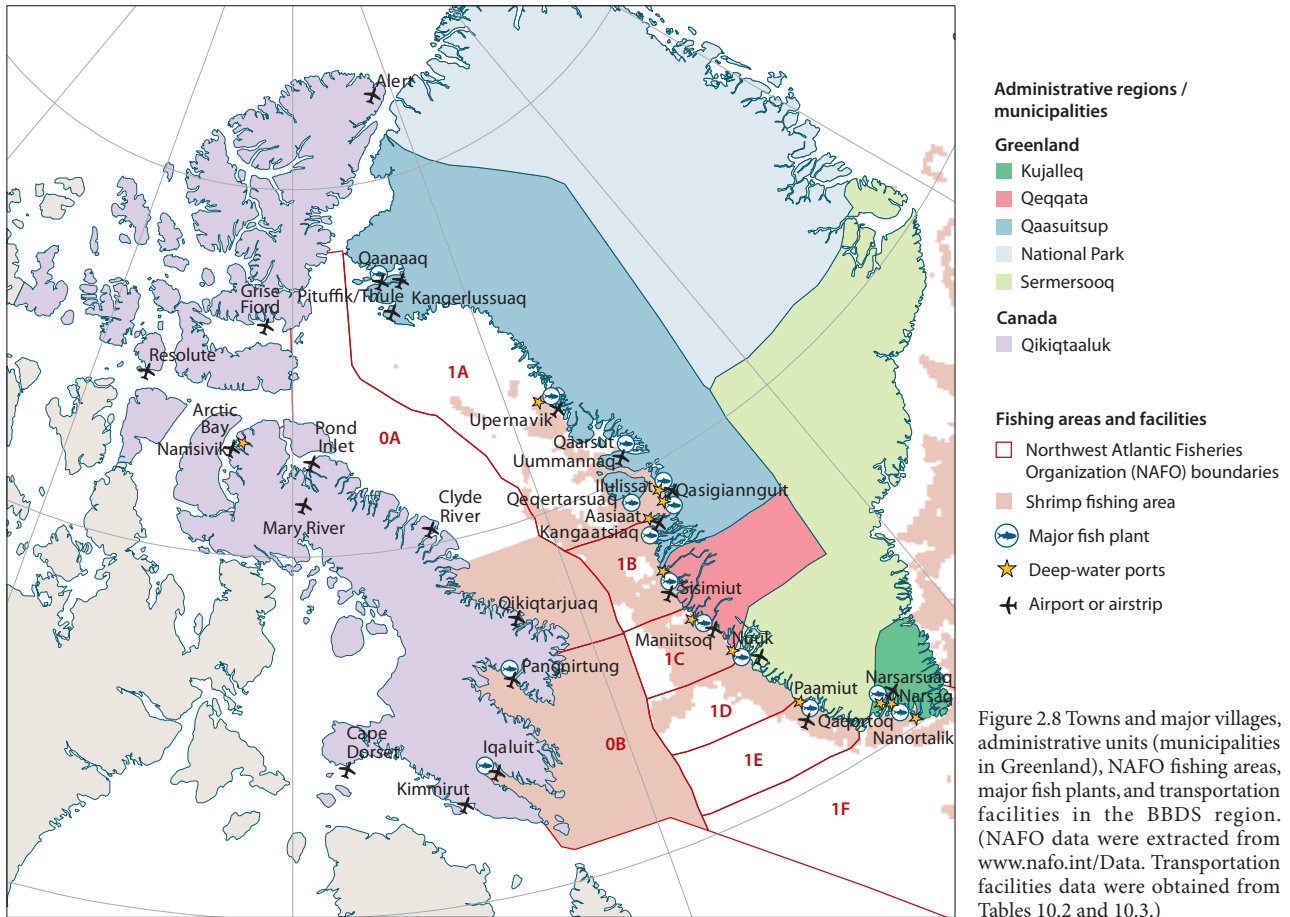 Alert
Qaanaaq
Pituffik/Thule
Kangerlussuaq
Grise
Fiord
Resolute
1A
Arctic
Bay
Nanisivik
Pond
Inlet
0A
Upernavik
Qaarsut
Uummannaq
Ilulissat
Qasigiannguit
Qeqertarsuaq
Aasiaat
Kangaatsiaq
Mary River
Clyde
River
1B
Sisimiut
Qikiqtarjuaq
Maniitsoq
Nuuk
1C
Pangnirtung
Narsarsuaq
Narsaq
Paamiut
1D
Qaqortoq
Nanortalik
Cape
Dorset
Iqaluit
0B
1E
Kimmirut
1F
Administrative regions /
municipalities
Greenland
Kujalleq
Qeqqata
Qaasuitsup
National Park
Sermersooq
Canada
Qikiqtaaluk
Fishing areas and facilities
Northwest Atlantic Fisheries
Organization (NAFO) boundaries
Shrimp fishing area
Major fish plant
Deep-water ports
Airport or airstrip
Figure 2.8 Towns and major villages,
administrative units (municipalities
in Greenland), NAFO fishing areas,
major fish plants, and transportation
facilities in the BBDS region.
(NAFO data were extracted from
www.nafo.int/Data. Transportation
facilities data were obtained from
Tables 10.2 and 10.3.)